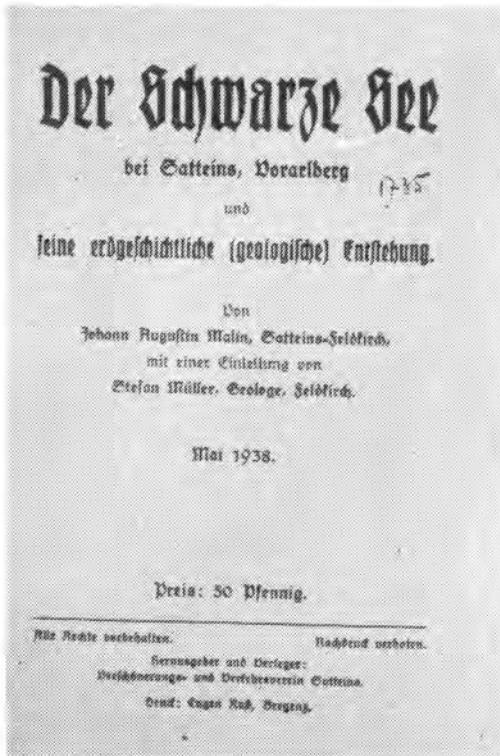 Der Schwarze See
bei Satteins, Vorarlberg
und
seine erdgeschichtliche (geologische) Entstehung.
Von
Johann Augustin Malin, Satteins-Feldkirch,
mit einer Einleitung von
Stefan Müller, Geologe, Feldkirch.
Mai 1938.
Preis: 50 Pfennig.
Alle Rechte vorbehalten. Nachdruck verboten.
Herausgeber und Verleger:
Verschönerungs- und Verkehrsverein Satteins.
Druck: Eugen Ruß, Bregenz.